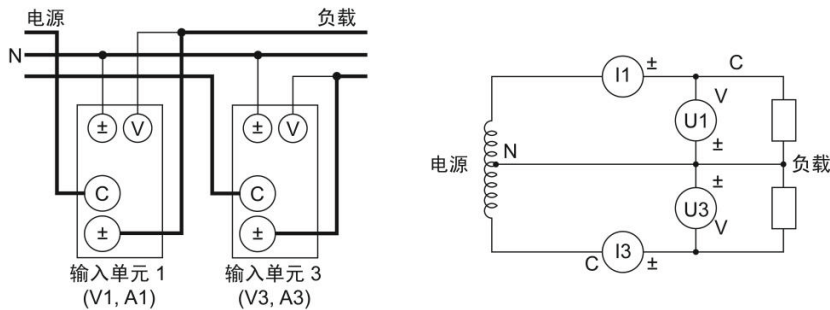 电源 负载
N
± V ± V
C C
± ±
输入单元 1 输入单元 3
(V1, A1) (V3, A3)
I1 ± C
V
U1
±
电源 N 负载
±
U3
V
C I3 ±